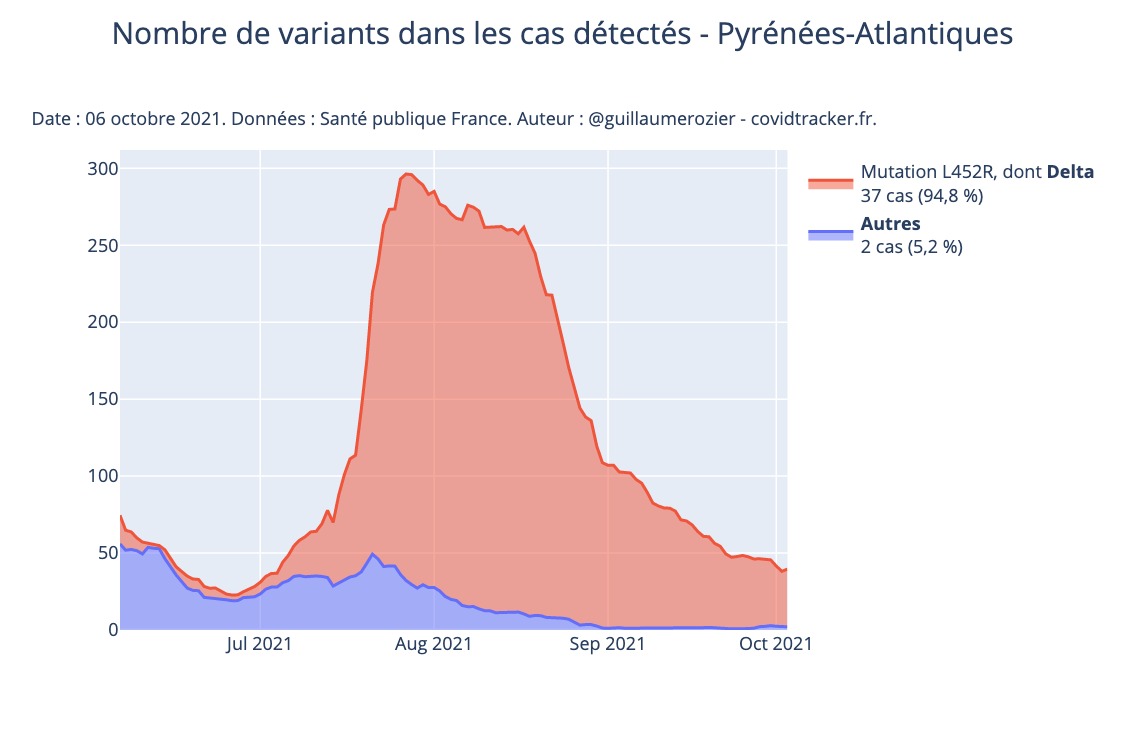 Nombre de variants dans les cas détectés - Pyrénées-Atlantiques
Date : 06 octobre 2021. Données : Santé publique France. Auteur : @guillaumerozier - covidtracker.fr.
300
250
200
150
100
50
0
Jul 2021
Aug 2021
Sep 2021
Oct 2021
Mutation L452R, dont Delta
37 cas (94,8 %)
Autres
2 cas (5,2 %)